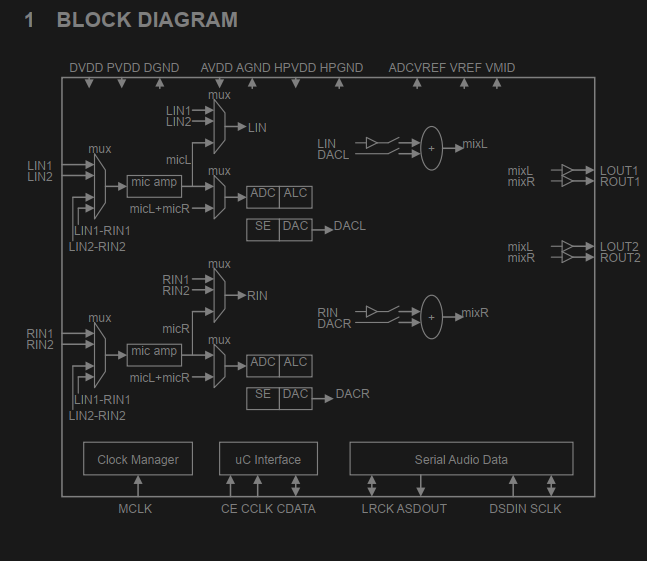 1 BLOCK DIAGRAM
DVDD PVDD DGND AVDD AGND HPVDD HPGND ADCVREF VREF VMID
mux
LIN1
LIN2
LIN
micL
mux
LIN1
LIN2
mic amp
LIN1-RIN1
LIN2-RIN2
mux
micL+micR
ADC ALC
SE DAC
DACL
LIN
DACL
+
mixL
mixL
mixR
LOUT1
ROUT1
mixL
mixR
LOUT2
ROUT2
mux
RIN1
RIN2
RIN
micR
mux
RIN1
RIN2
mic amp
LIN1-RIN1
LIN2-RIN2
mux
micL+micR
ADC ALC
SE DAC
DACR
RIN
DACR
+
mixR
Clock Manager
uC Interface
Serial Audio Data
MCLK
CE CCLK CDATA
LRCK ASDOUT
DSDIN SCLK